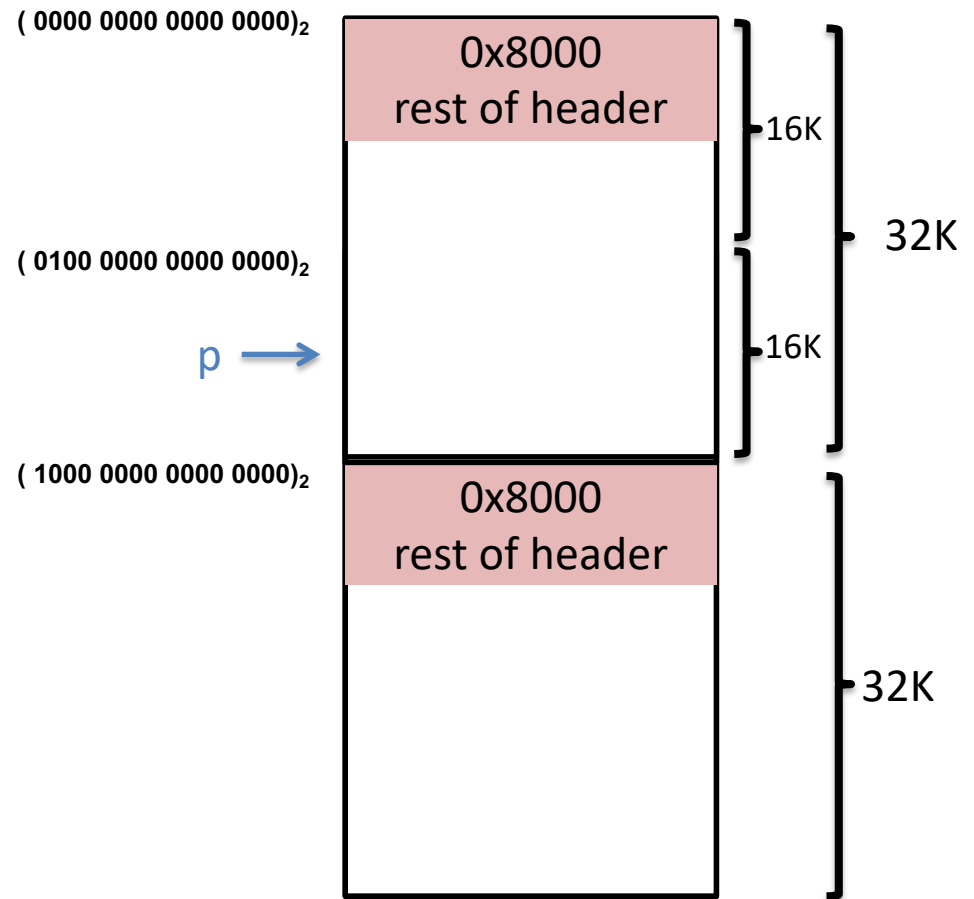 ( 0000 0000 0000 0000)₂
0x8000
rest of header
16K
32K
( 0100 0000 0000 0000)₂
p
16K
( 1000 0000 0000 0000)₂
0x8000
rest of header
32K